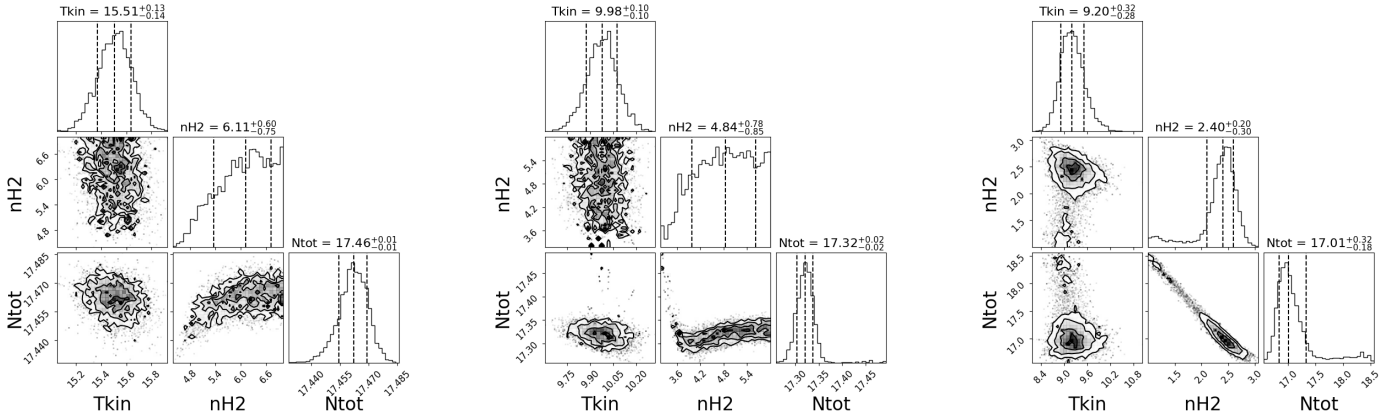 Tkin = 15.51+0.13−0.14
nH2 = 6.11+0.60−0.75
Ntot = 17.46+0.01−0.01
nH2
6.6
6.0
5.4
4.8
Ntot
17.485
17.470
17.455
17.440
15.2
15.4
15.6
15.8
Tkin
4.8
5.4
6.0
6.6
nH2
17.440
17.455
17.470
17.485
Ntot
Tkin = 9.98+0.10−0.10
nH2 = 4.84+0.78−0.85
Ntot = 17.32+0.02−0.02
nH2
5.4
4.8
4.2
3.6
Ntot
17.45
17.40
17.35
17.30
9.75
9.90
10.05
10.20
Tkin
3.6
4.2
4.8
5.4
nH2
17.30
17.35
17.40
17.45
Ntot
Tkin = 9.20+0.32−0.28
nH2 = 2.40+0.20−0.30
Ntot = 17.01+0.32−0.18
nH2
3.0
2.5
2.0
1.5
Ntot
18.5
18.0
17.5
17.0
8.4
9.0
9.6
10.2
10.8
Tkin
1.5
2.0
2.5
3.0
nH2
17.0
17.5
18.0
18.5
Ntot